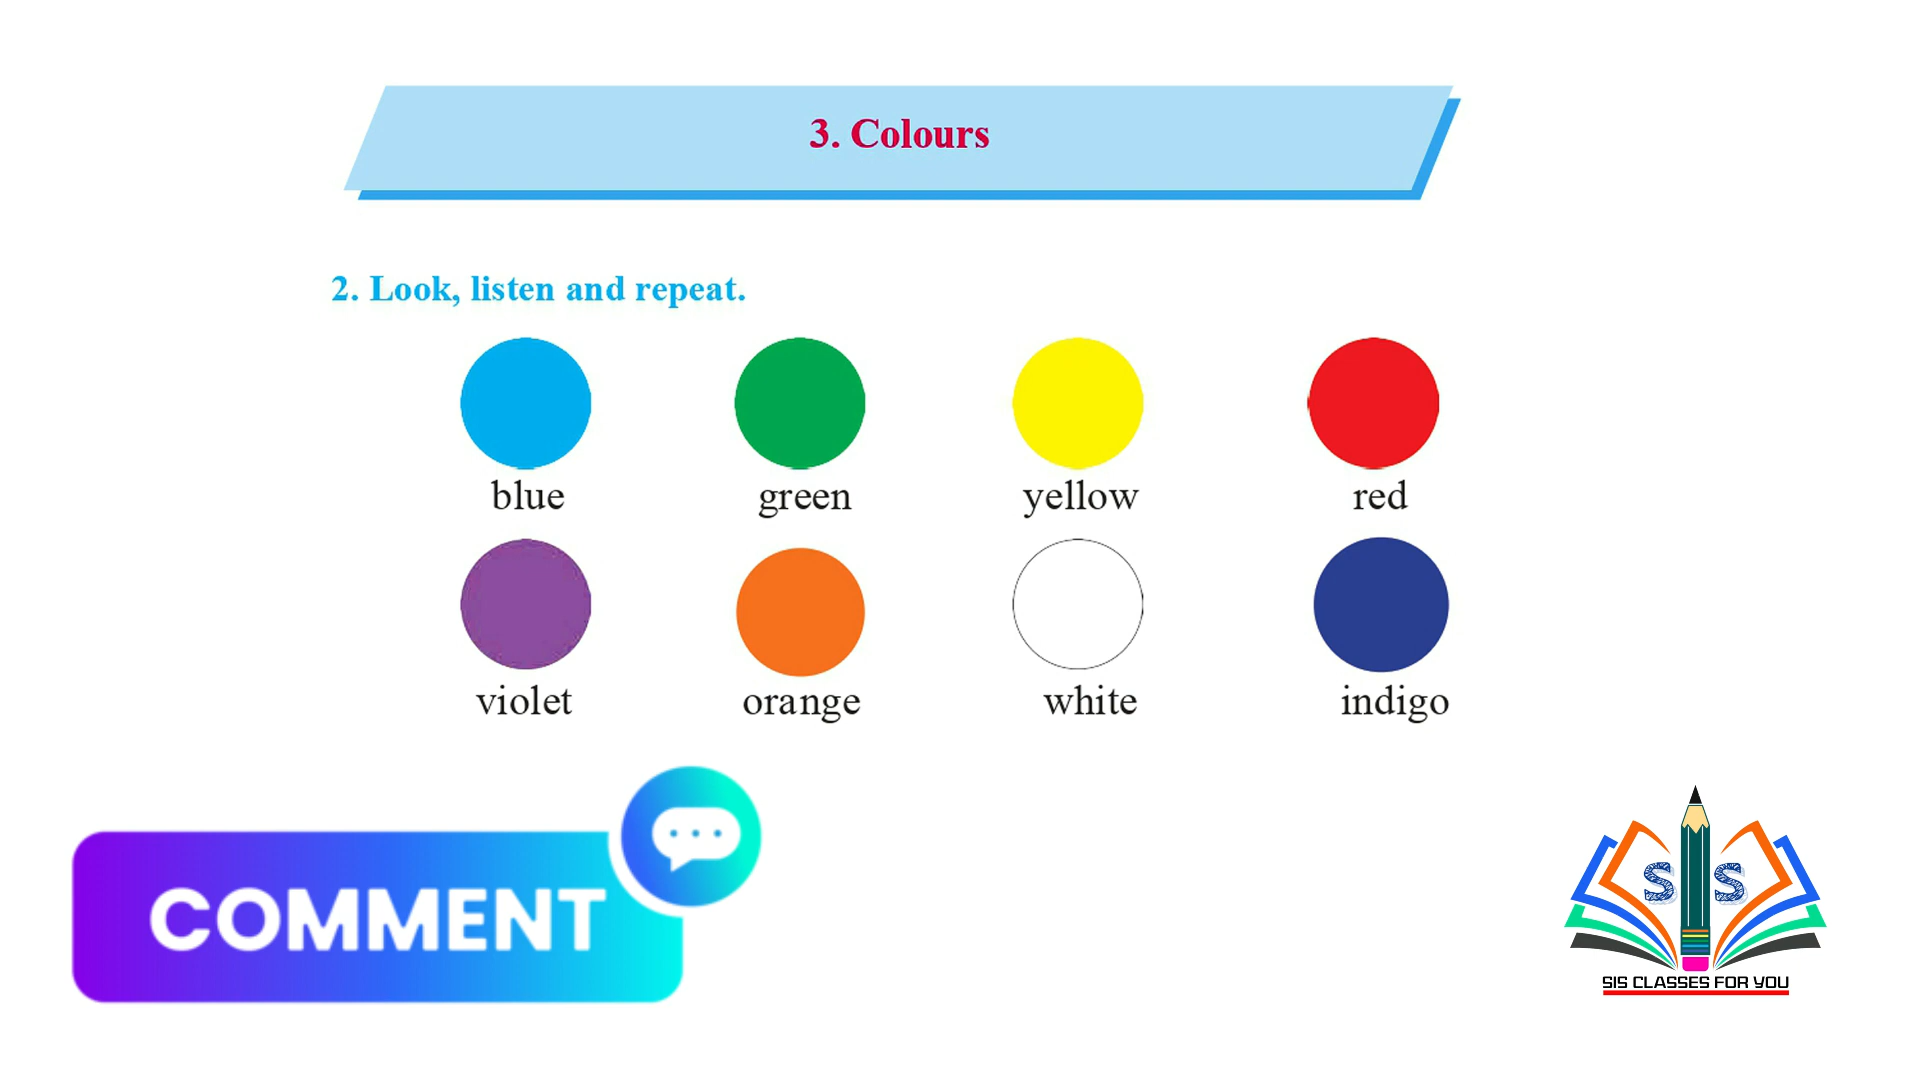 3. Colours
2. Look, listen and repeat.
blue green yellow red
violet orange white indigo
COMMENT
S S
SIS CLASSES FOR YOU